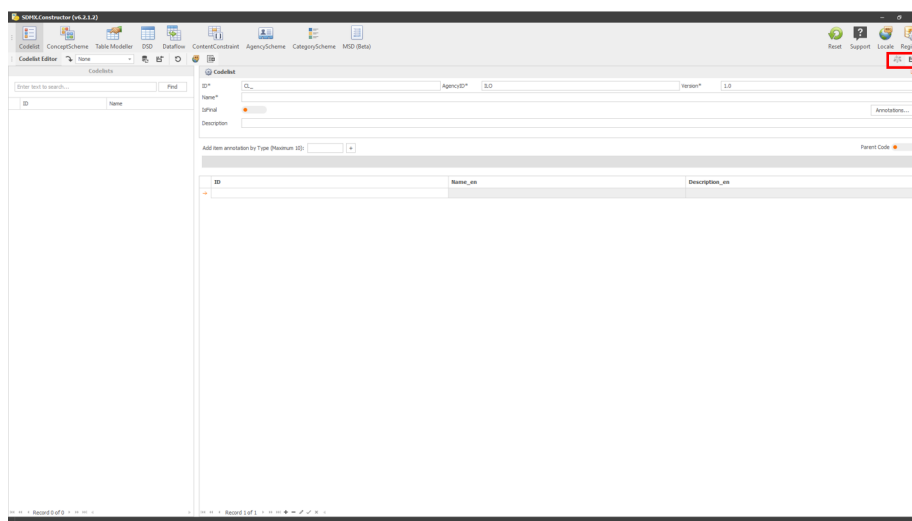 SDMX.Constructor (v6.2.1.2)
Codelist ConceptScheme Table Modeller DSD Dataflow ContentConstraint AgencyScheme CategoryScheme MSD (Beta) Reset Support Locale
Codelist Editor None
Codelists
Codelist
Enter text to search... Find
ID* CL_ AgencyID* ILO Version* 1.0
Name*
ID Name
IsFinal Annotations...
Description
Add item annotation by Type (Maximum 10): + Parent Code
ID Name_en Description_en
Record 0 of 0
Record 1 of 1